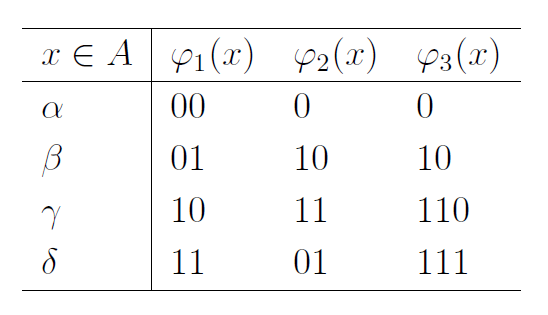 x ∈ A φ₁(x) φ₂(x) φ₃(x)
α 00 0 0
β 01 10 10
γ 10 11 110
δ 11 01 111